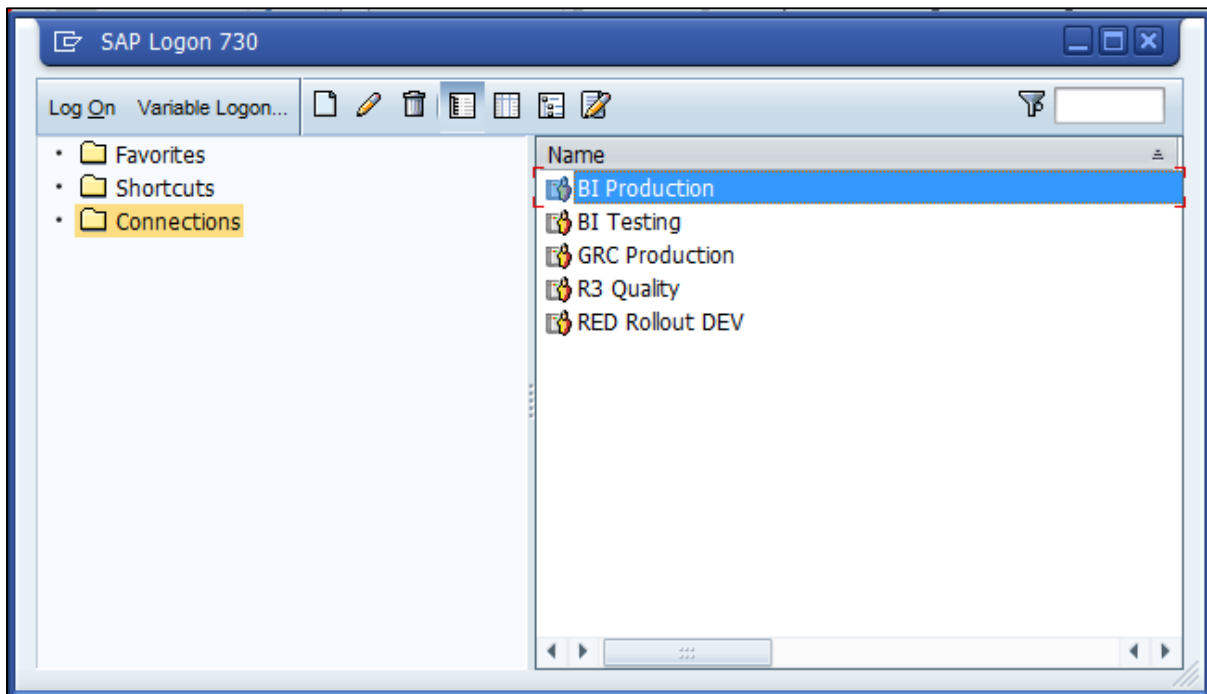 SAP Logon 730
Log On Variable Logon...
Favorites
Shortcuts
Connections
Name
BI Production
BI Testing
GRC Production
R3 Quality
RED Rollout DEV